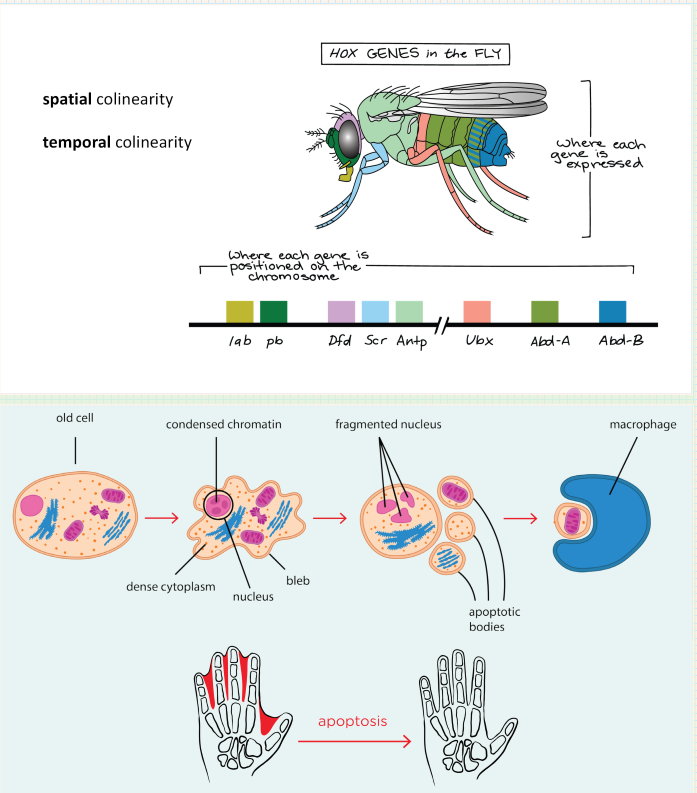 HOX GENES in the FLY
spatial colinearity
temporal colinearity
where each
gene is
expressed
Where each gene is
positioned on the
chromosome
lab pb Dfd Scr Antp Ubx Abd-A Abd-B
old cell
condensed chromatin
fragmented nucleus
macrophage
dense cytoplasm
nucleus
bleb
apoptotic
bodies
apoptosis